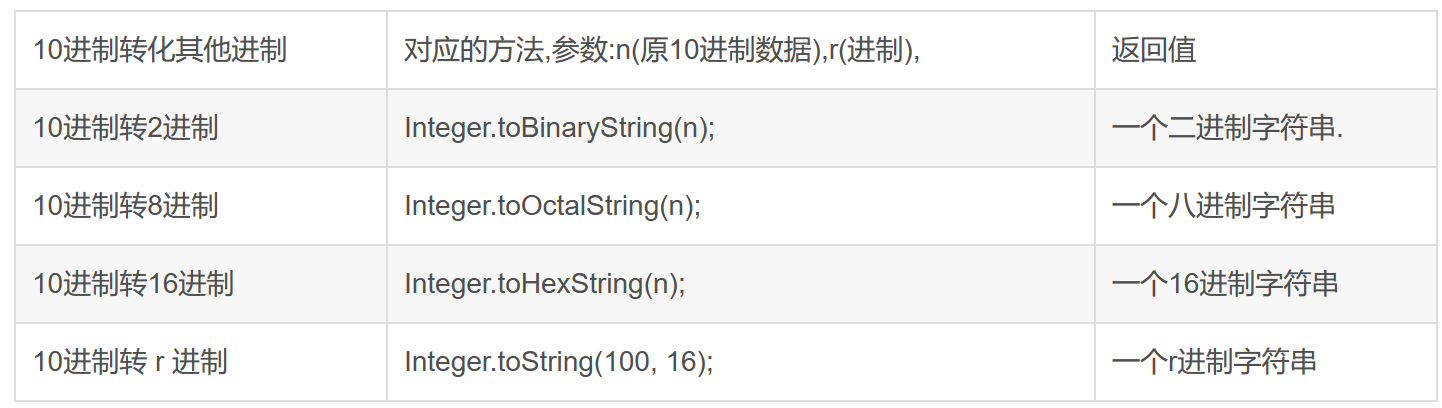 10进制转化其他进制 对应的方法,参数:n(原10进制数据),r(进制), 返回值
10进制转2进制 Integer.toBinaryString(n); 一个二进制字符串.
10进制转8进制 Integer.toOctalString(n); 一个八进制字符串
10进制转16进制 Integer.toHexString(n); 一个16进制字符串
10进制转 r 进制 Integer.toString(100, 16); 一个r进制字符串